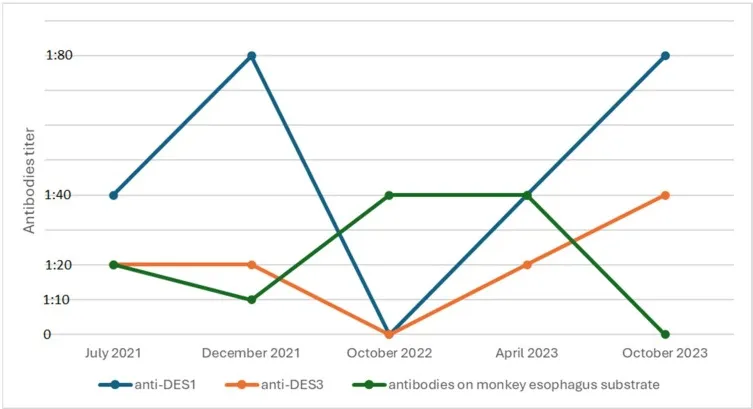 Antibodies titer
1:80
1:40
1:20
1:10
0
July 2021 December 2021 October 2022 April 2023 October 2023
anti-DES1 anti-DES3 antibodies on monkey esophagus substrate